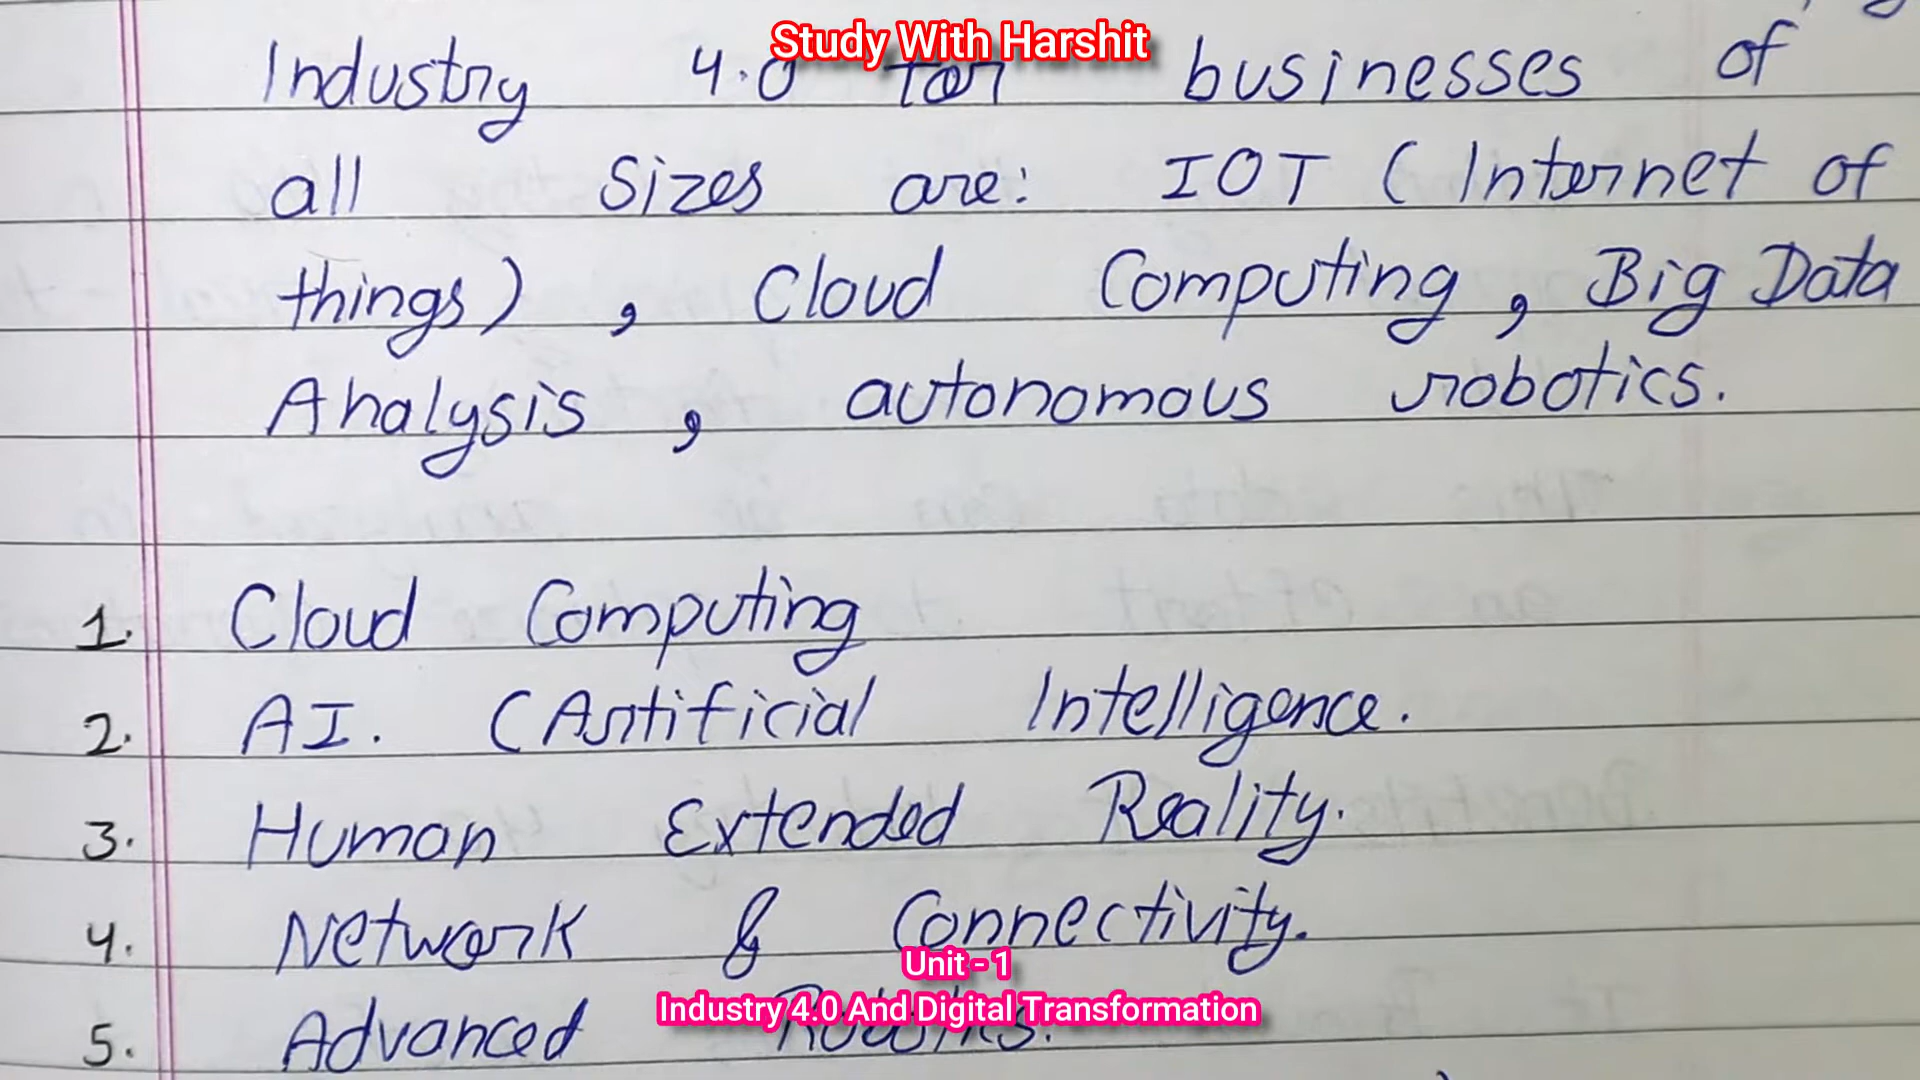 Study With Harshit
Industry 4.0 for businesses of
all Sizes are: IOT ( Internet of
things) , Cloud Computing , Big Data
Analysis , autonomous robotics.
1. Cloud Computing
2. AI. (Artificial Intelligence.
3. Human Extended Reality.
4. Network & Connectivity.
5. Advanced Robotics.
Unit - 1
Industry 4.0 And Digital Transformation